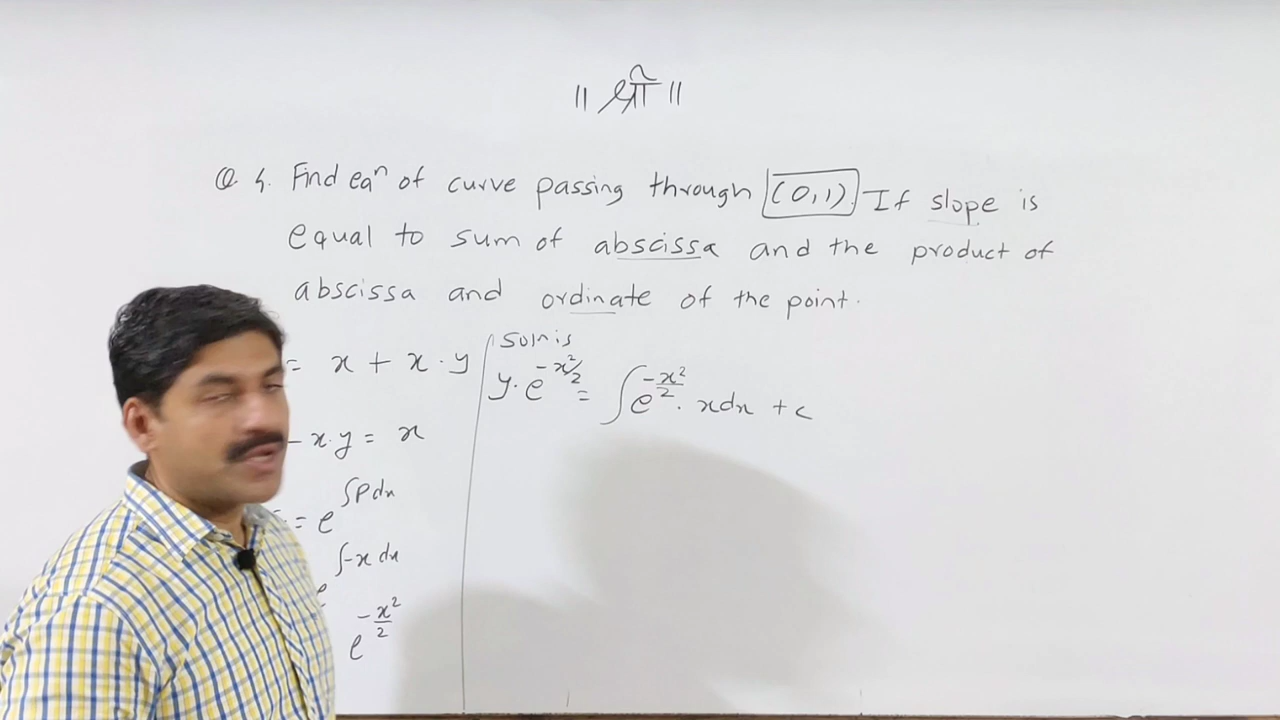 || श्री ||
Q 4. Find eqⁿ of curve passing through (0,1). If slope is
equal to sum of abscissa and the product of
abscissa and ordinate of the point.
= x + x · y
- x·y = x
= e^∫Pdx
∫-x dx
e^(-x²/2)
Solⁿ is
y·e^(-x²/2) = ∫e^(-x²/2) · xdx + c